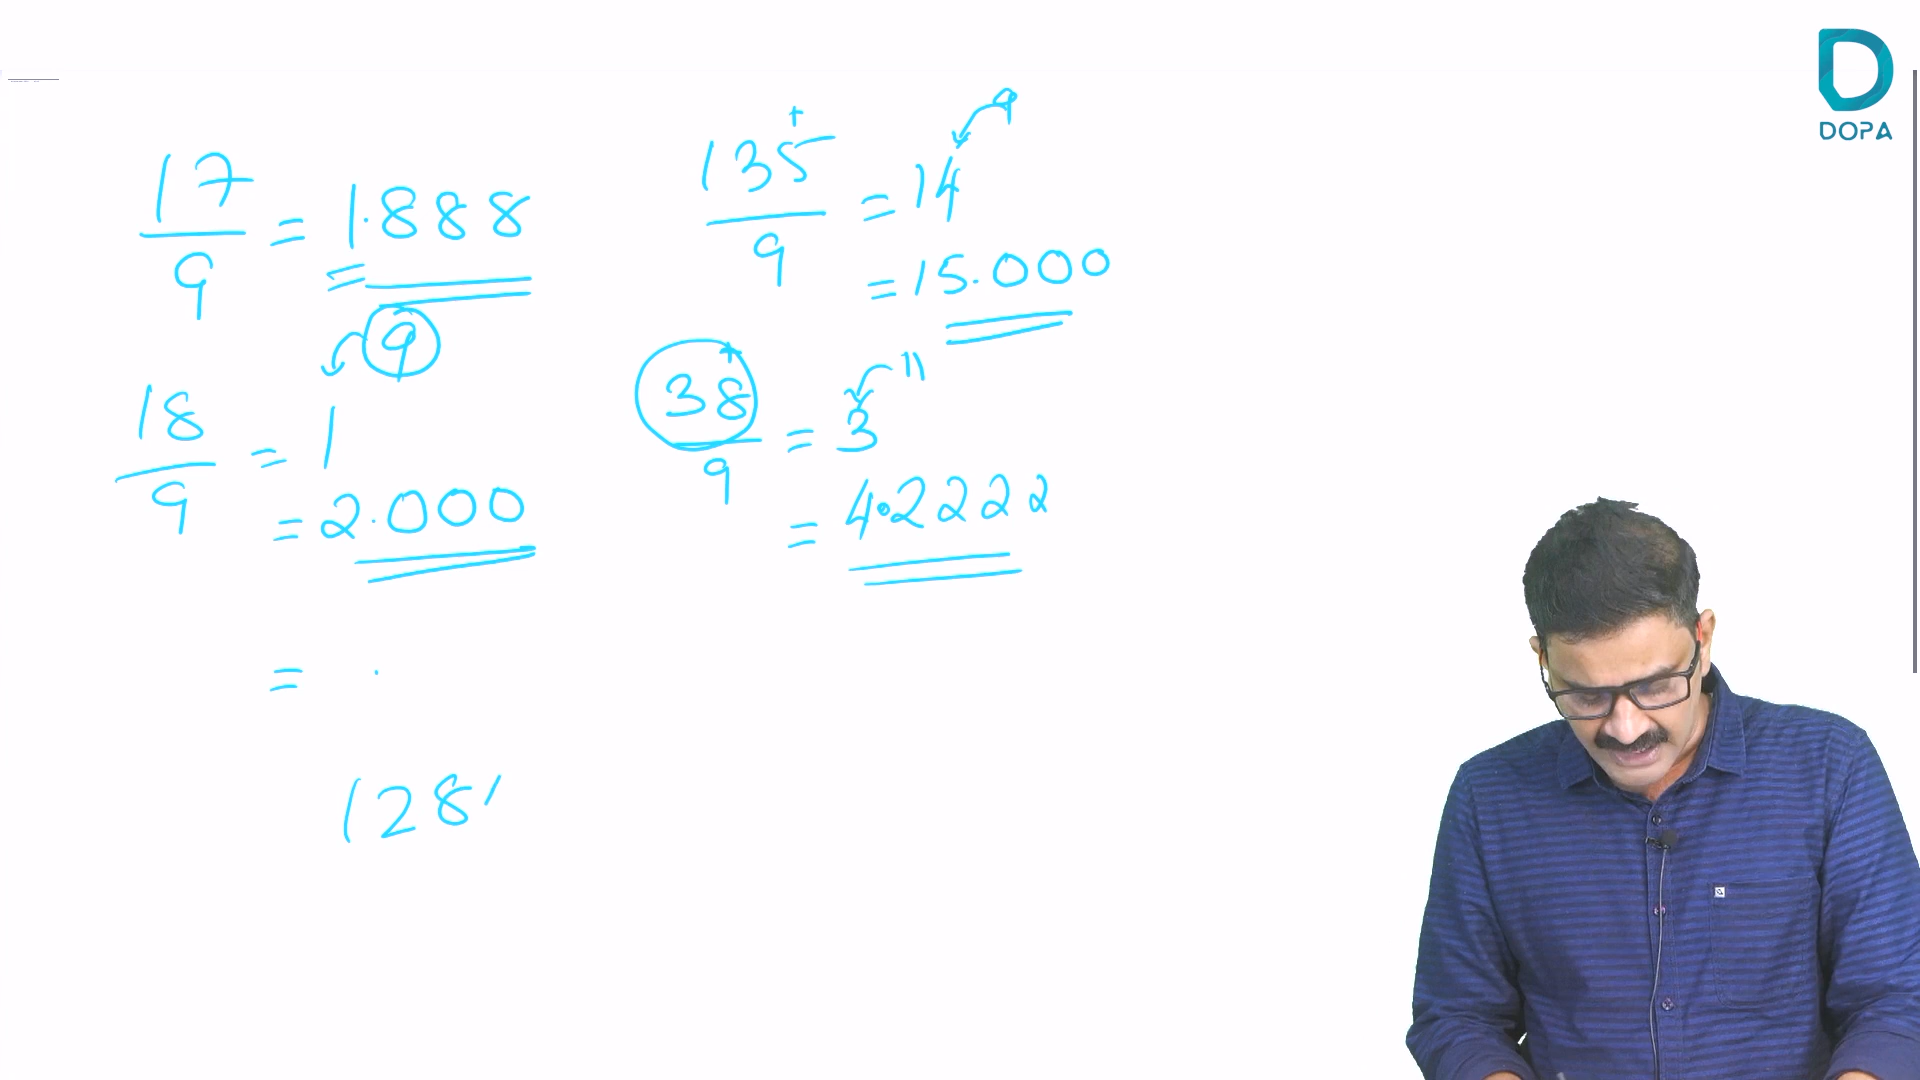 17/9 = 1.888
9
18/9 = 1
= 2.000
+
135/9 = 14
9
= 15.000
+
38/9 = 3
11
= 4.2222
= .
128
DOPA